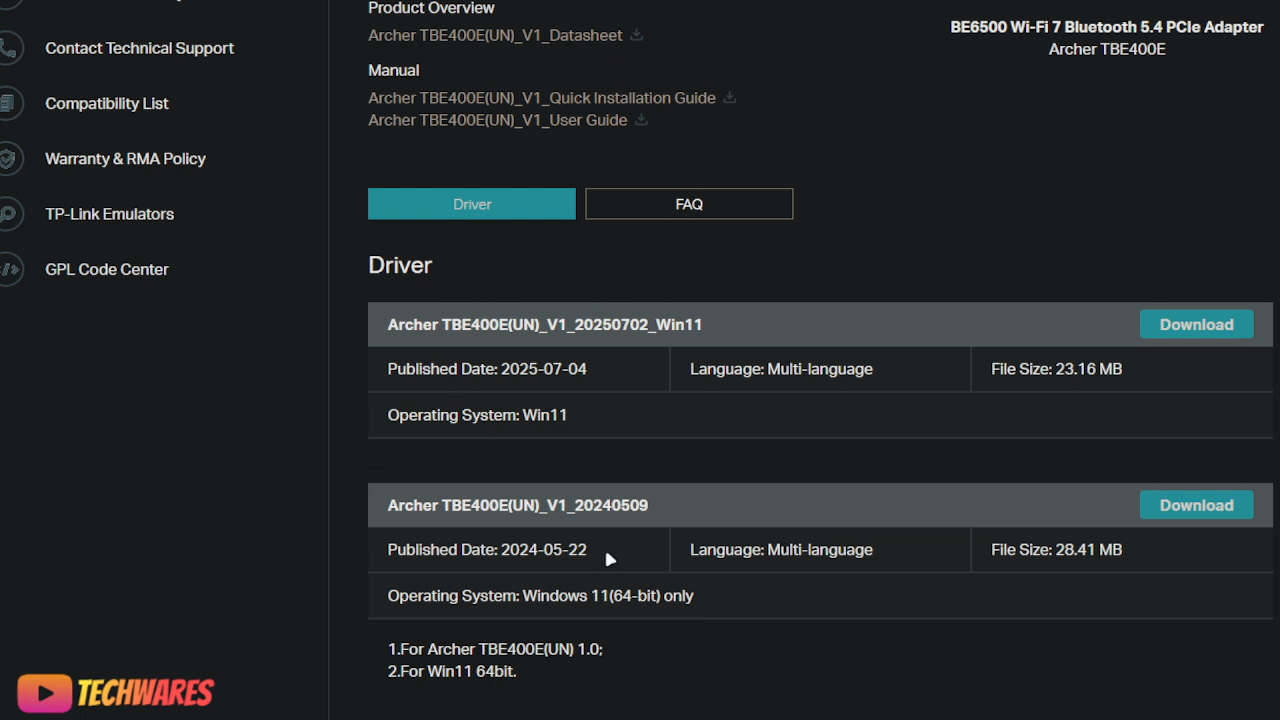 Contact Technical Support
Compatibility List
Warranty & RMA Policy
TP-Link Emulators
GPL Code Center
Product Overview
Archer TBE400E(UN)_V1_Datasheet
Manual
Archer TBE400E(UN)_V1_Quick Installation Guide
Archer TBE400E(UN)_V1_User Guide
BE6500 Wi-Fi 7 Bluetooth 5.4 PCIe Adapter
Archer TBE400E
Driver
FAQ
Driver
Archer TBE400E(UN)_V1_20250702_Win11
Download
Published Date: 2025-07-04
Language: Multi-language
File Size: 23.16 MB
Operating System: Win11
Archer TBE400E(UN)_V1_20240509
Download
Published Date: 2024-05-22
Language: Multi-language
File Size: 28.41 MB
Operating System: Windows 11(64-bit) only
1.For Archer TBE400E(UN) 1.0;
2.For Win11 64bit.
TECHWARES